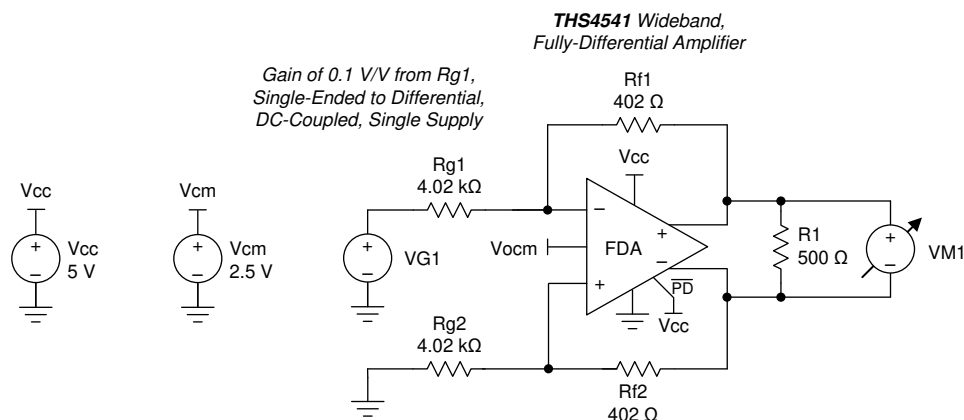 THS4541 Wideband,
Fully-Differential Amplifier
Gain of 0.1 V/V from Rg1,
Single-Ended to Differential,
DC-Coupled, Single Supply
Rf1
402 Ω
Vcc
Rg1
4.02 kΩ
Vcc
Vcm
−
+
Vcc
5 V
+
−
Vcm
2.5 V
+
−
VG1
+
−
Vocm
FDA
+
−
+
PD
Vcc
R1
500 Ω
+
−
VM1
Rg2
4.02 kΩ
Rf2
402 Ω